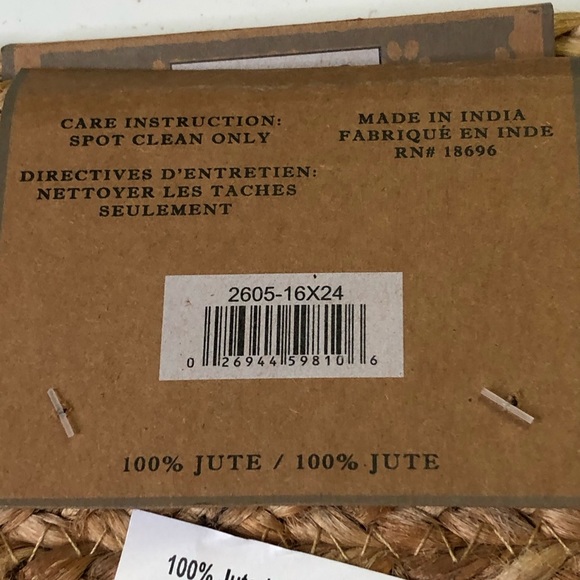 CARE INSTRUCTION:
SPOT CLEAN ONLY
DIRECTIVES D'ENTRETIEN:
NETTOYER LES TACHES
SEULEMENT
MADE IN INDIA
FABRIQUÉ EN INDE
RN# 18696
2605-16X24
0 26944 59810 6
100% JUTE / 100% JUTE
100%